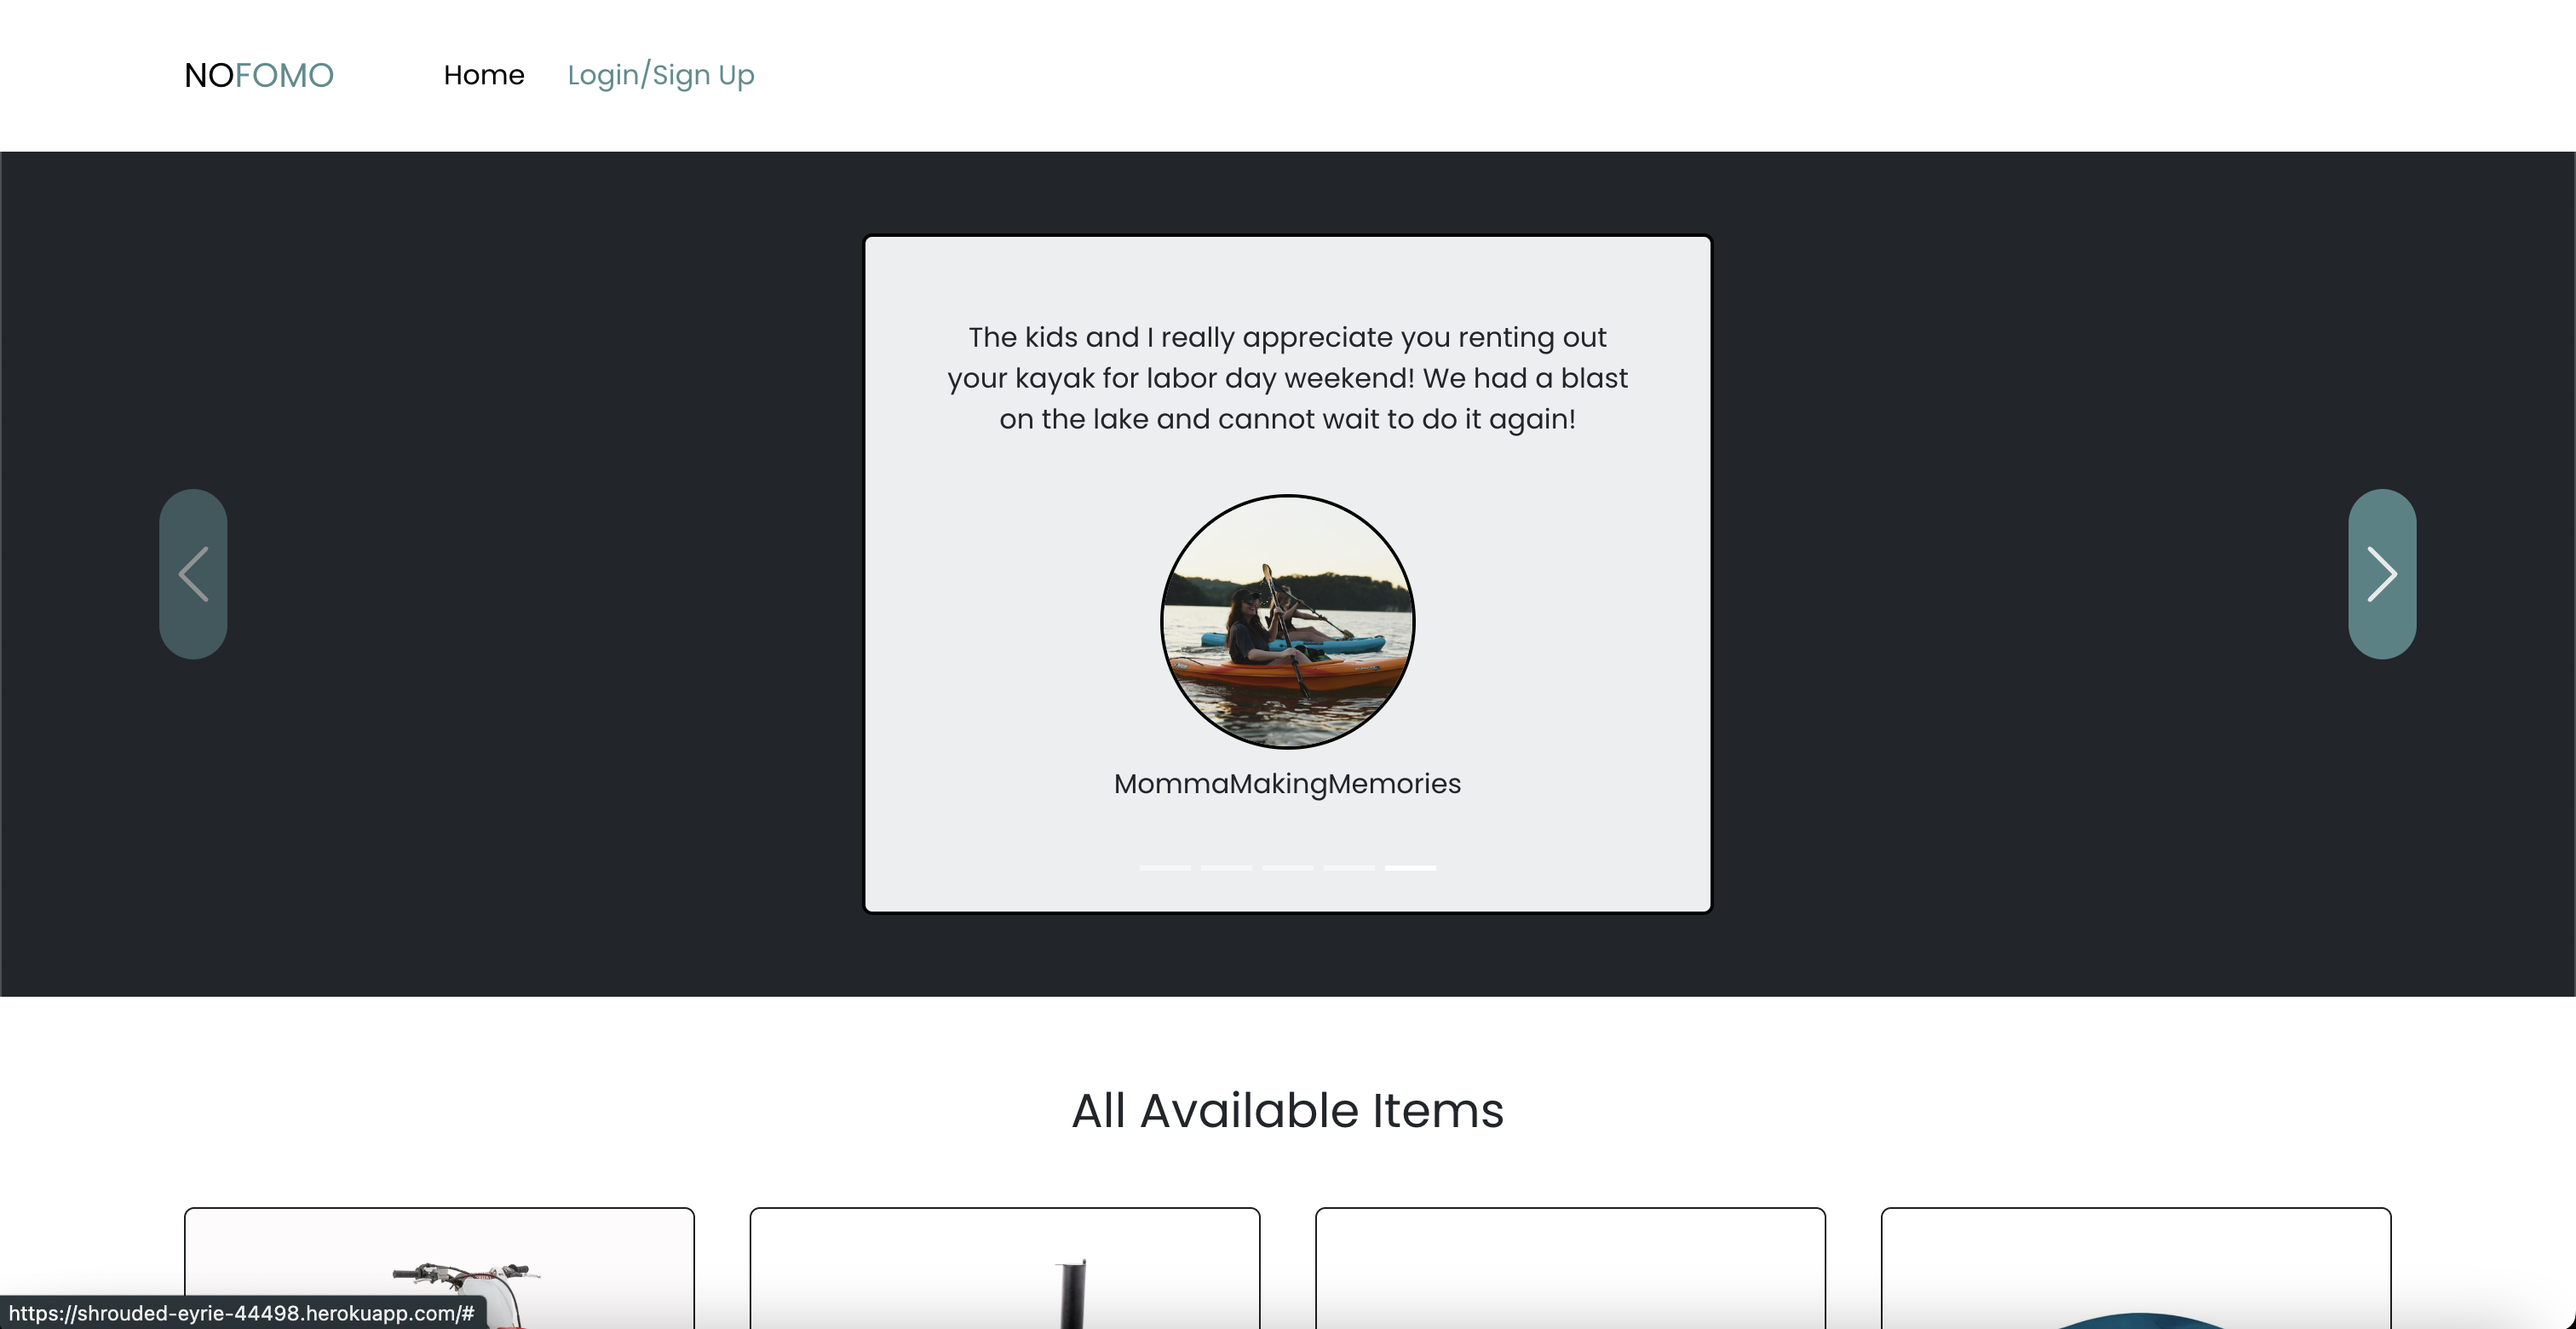 NOFOMO Home Login/Sign Up
The kids and I really appreciate you renting out
your kayak for labor day weekend! We had a blast
on the lake and cannot wait to do it again!
MommaMakingMemories
All Available Items
https://shrouded-eyrie-44498.herokuapp.com/#